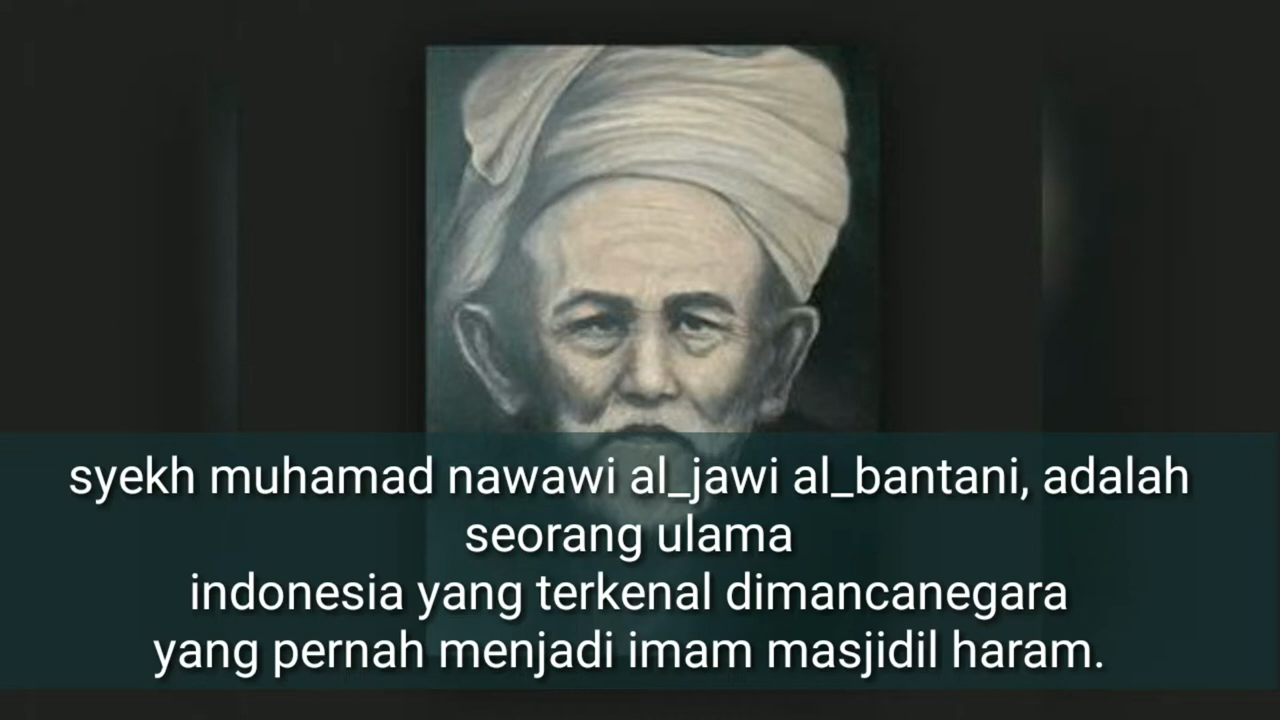 syekh muhamad nawawi al_jawi al_bantani, adalah
seorang ulama
indonesia yang terkenal dimancanegara
yang pernah menjadi imam masjidil haram.